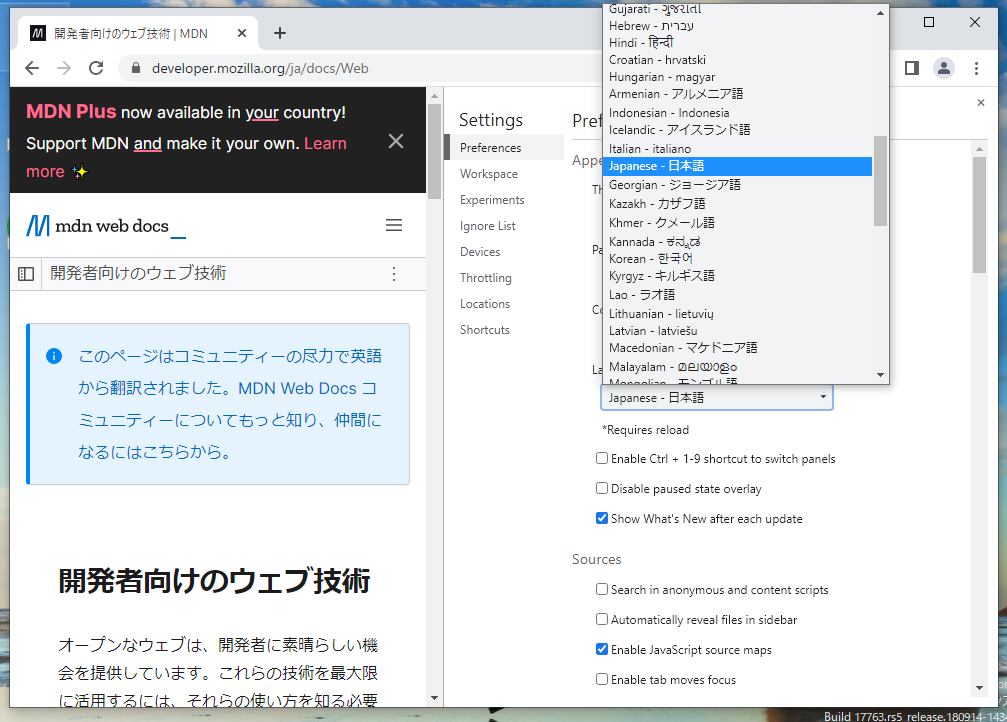 開発者向けのウェブ技術 | MDN
developer.mozilla.org/ja/docs/Web
MDN Plus now available in your country!
Support MDN and make it your own. Learn
more ✨
mdn web docs_
開発者向けのウェブ技術
このページはコミュニティーの尽力で英語
から翻訳されました。MDN Web Docs コ
ミュニティーについてもっと知り、仲間に
なるにはこちらから。
開発者向けのウェブ技術
オープンなウェブは、開発者に素晴らしい機
会を提供しています。これらの技術を最大限
に活用するには、それらの使い方を知る必要
Settings
Preferences
Workspace
Experiments
Ignore List
Devices
Throttling
Locations
Shortcuts
Pref
Appe
Th
Pa
Co
La
Gujarati - ગુજરાતી
Hebrew - עברית
Hindi - हिन्दी
Croatian - hrvatski
Hungarian - magyar
Armenian - アルメニア語
Indonesian - Indonesia
Icelandic - アイスランド語
Italian - italiano
Japanese - 日本語
Georgian - ジョージア語
Kazakh - カザフ語
Khmer - クメール語
Kannada - ಕನ್ನಡ
Korean - 한국어
Kyrgyz - キルギス語
Lao - ラオ語
Lithuanian - lietuvių
Latvian - latviešu
Macedonian - マケドニア語
Malayalam - മലയാളം
Mongolian - モンゴル語
Japanese - 日本語
*Requires reload
Enable Ctrl + 1-9 shortcut to switch panels
Disable paused state overlay
Show What's New after each update
Sources
Search in anonymous and content scripts
Automatically reveal files in sidebar
Enable JavaScript source maps
Enable tab moves focus
Build 17763.rs5_release.180914-143